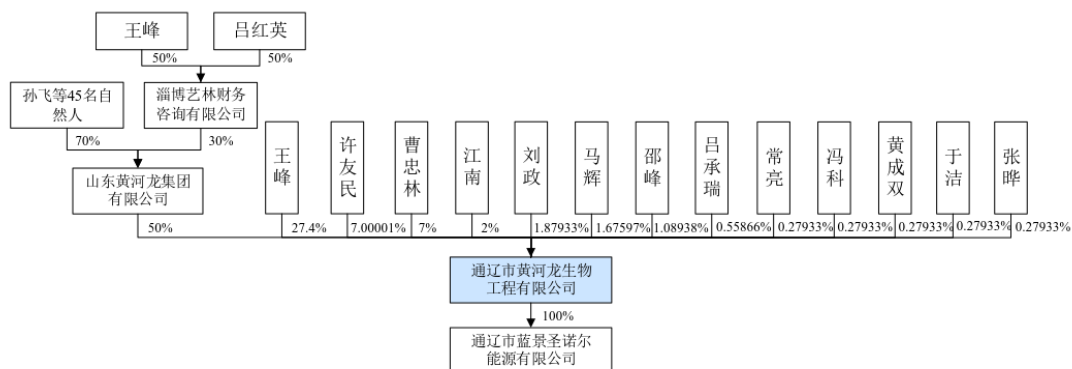 王峰
吕红英
50%
50%
孙飞等45名自
然人
淄博艺林财务
咨询有限公司
70%
30%
山东黄河龙集团
有限公司
王峰
许友民
曹忠林
江南
刘政
马辉
邵峰
吕承瑞
常亮
冯科
黄成双
于洁
张晔
50%
27.4%
7.00001%
7%
2%
1.87933%
1.67597%
1.08938%
0.55866%
0.27933%
0.27933%
0.27933%
0.27933%
0.27933%
通辽市黄河龙生物
工程有限公司
100%
通辽市蓝景圣诺尔
能源有限公司